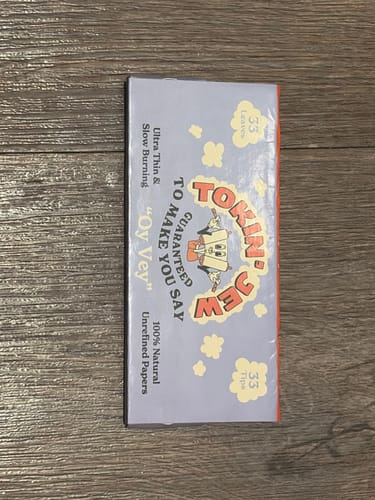 33
Leaves
TOKIN' JEW
33
Tips
GUARANTEED
TO MAKE YOU SAY
"Oy Vey"
Ultra Thin &
Slow Burning
100% Natural
Unrefined Papers